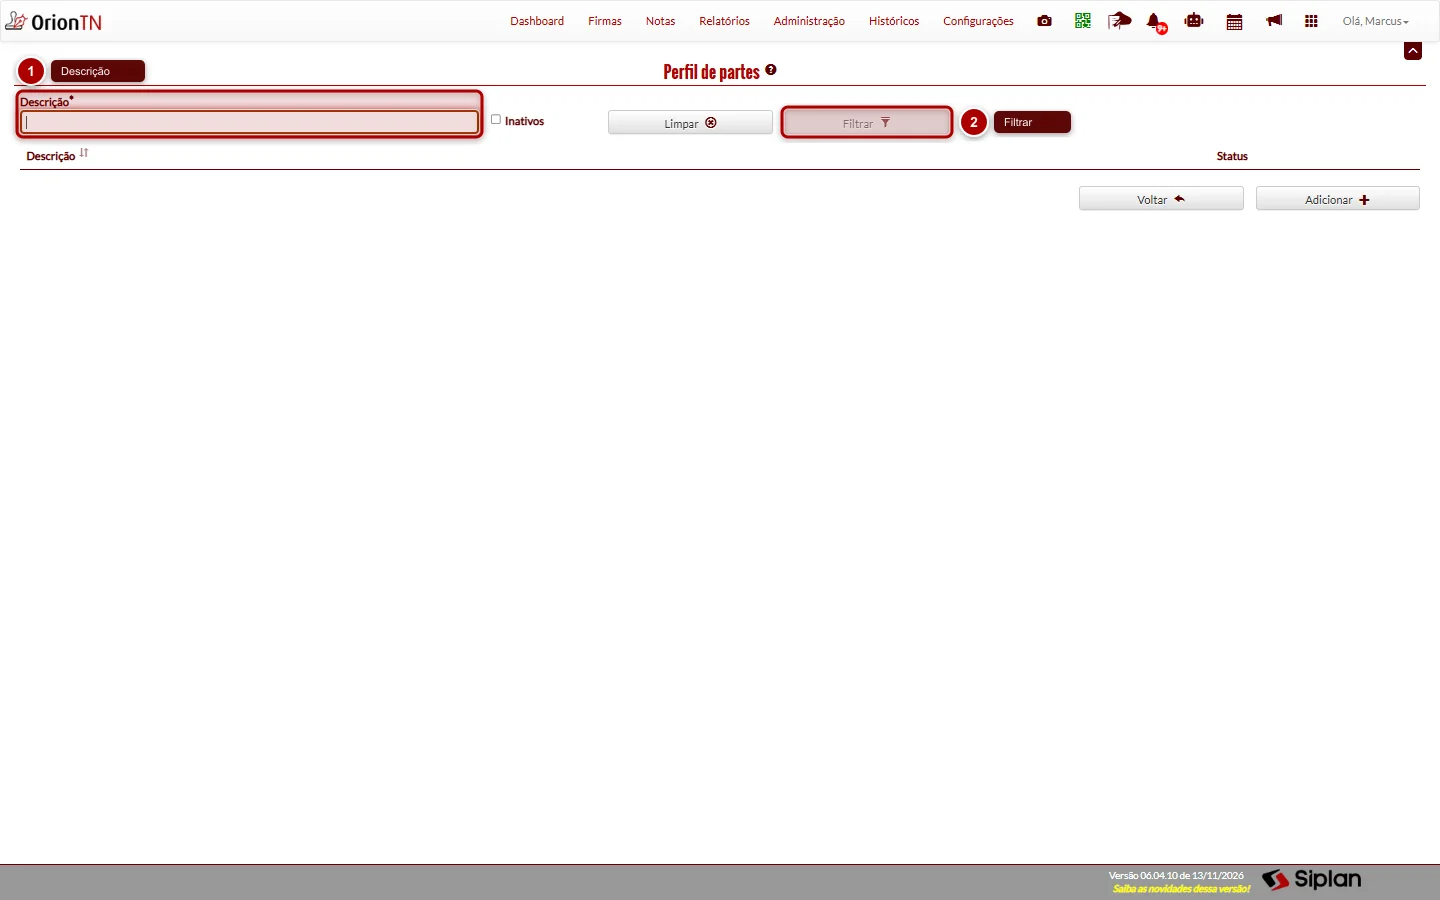 OrionTN
Dashboard Firmas Notas Relatórios Administração Históricos Configurações 9+ Olá, Marcus
1 Descrição
Perfil de partes ?
Descrição*
Inativos Limpar Filtrar 2 Filtrar
Descrição Status
Voltar Adicionar
Versão 06.04.10 de 13/11/2026
Saiba as novidades dessa versão!
Siplan